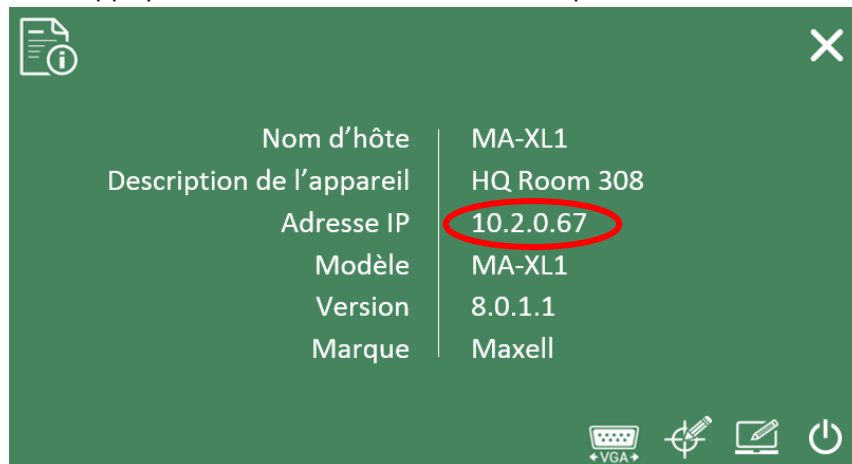 Nom d’hôte MA-XL1
Description de l’appareil HQ Room 308
Adresse IP 10.2.0.67
Modèle MA-XL1
Version 8.0.1.1
Marque Maxell
VGA